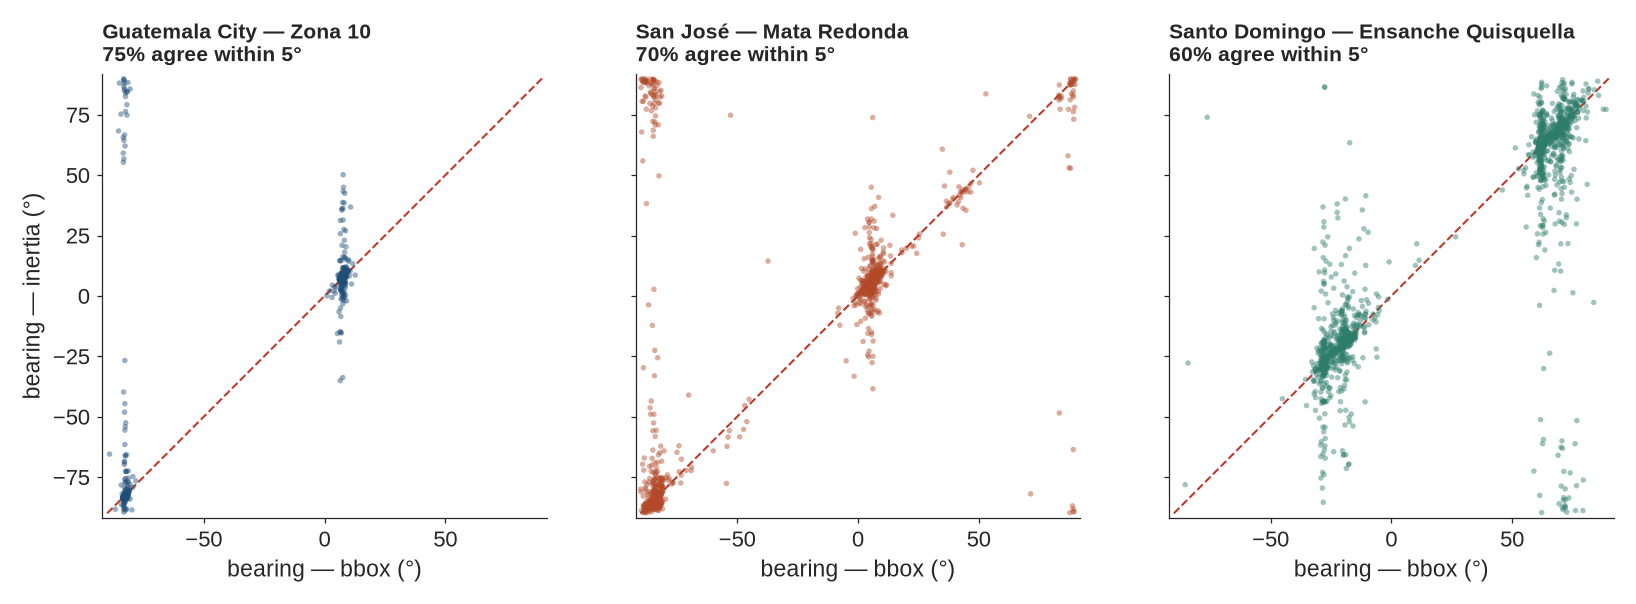 Guatemala City — Zona 10
75% agree within 5°
San José — Mata Redonda
70% agree within 5°
Santo Domingo — Ensanche Quisquella
60% agree within 5°
bearing — inertia (°)
75
50
25
0
−25
−50
−75
−50
0
50
−50
0
50
−50
0
50
bearing — bbox (°)
bearing — bbox (°)
bearing — bbox (°)